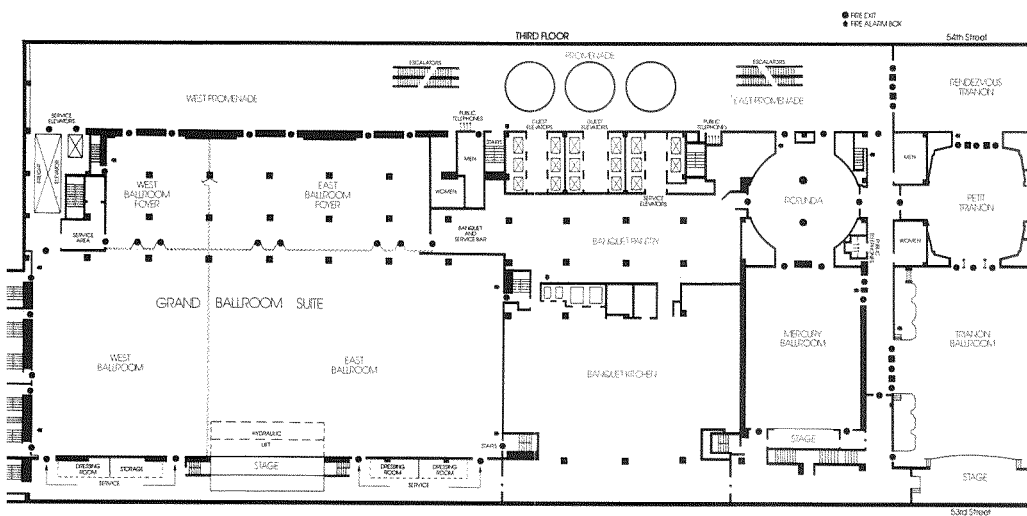 FIRE EXIT
FIRE ALARM BOX
THIRD FLOOR
54th Street
ESCALATORS
PROMENADE
ESCALATORS
RENDEZVOUS
TRIANON
WEST PROMENADE
EAST PROMENADE
SERVICE
ELEVATORS
PUBLIC
TELEPHONES
GUEST
ELEVATORS
GUEST
ELEVATORS
PUBLIC
TELEPHONES
FREIGHT
ELEVATOR
STAIRS
MEN
MEN
WEST
BALLROOM
FOYER
EAST
BALLROOM
FOYER
WOMEN
SERVICE
ELEVATORS
ROTUNDA
PETIT
TRIANON
SERVICE
AREA
BANQUET
AND
SERVICE BAR
BANQUET PANTRY
PUBLIC
TELEPHONES
WOMEN
GRAND BALLROOM SUITE
MERCURY
BALLROOM
TRIANON
BALLROOM
WEST
BALLROOM
EAST
BALLROOM
BANQUET KITCHEN
HYDRAULIC
LIFT
STAIRS
STAGE
DRESSING
ROOM
STORAGE
STAGE
DRESSING
ROOM
DRESSING
ROOM
SERVICE
SERVICE
STAGE
53rd Street